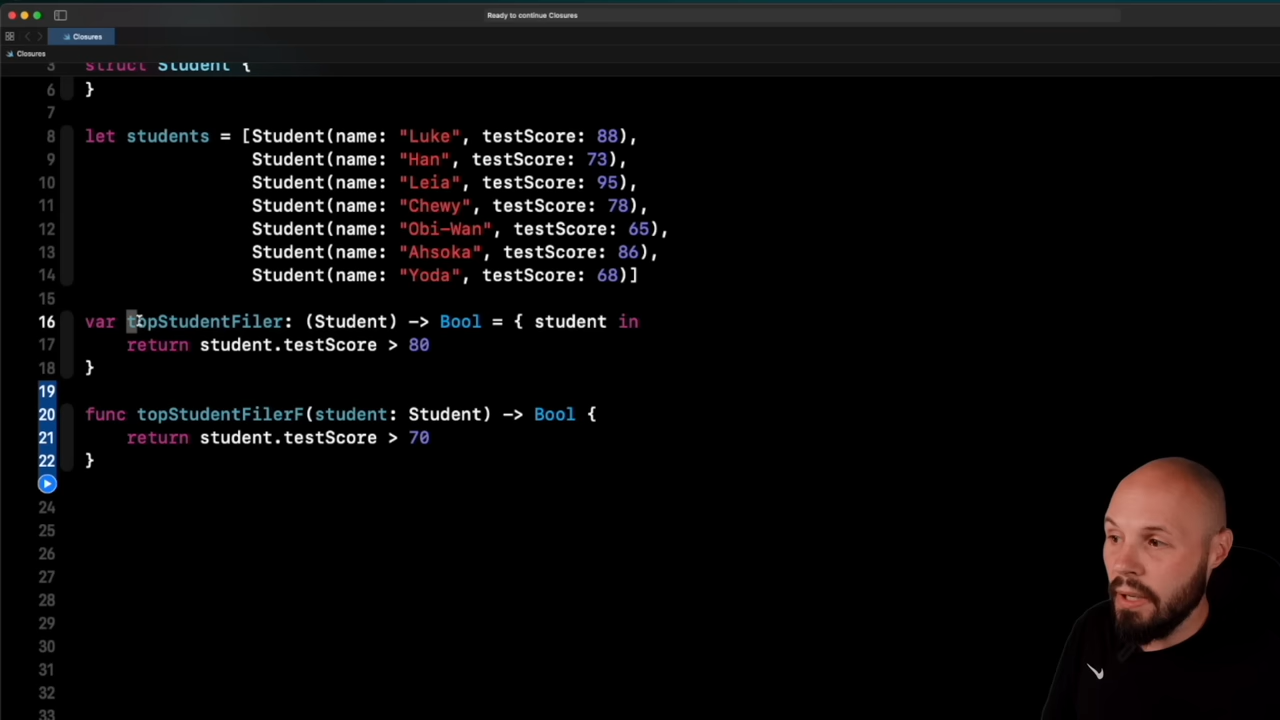 Ready to continue Closures
Closures
Closures
3 struct Student {
6 }
7
8 let students = [Student(name: "Luke", testScore: 88),
9 Student(name: "Han", testScore: 73),
10 Student(name: "Leia", testScore: 95),
11 Student(name: "Chewy", testScore: 78),
12 Student(name: "Obi-Wan", testScore: 65),
13 Student(name: "Ahsoka", testScore: 86),
14 Student(name: "Yoda", testScore: 68)]
15
16 var topStudentFiler: (Student) -> Bool = { student in
17 return student.testScore > 80
18 }
19
20 func topStudentFilerF(student: Student) -> Bool {
21 return student.testScore > 70
22 }
24
25
26
27
28
29
30
31
32
33